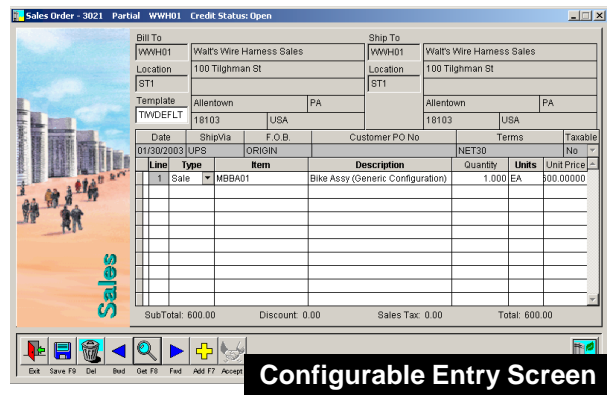 Sales Order - 3021 Partial WWH01 Credit Status: Open
Bill To Ship To
WWH01 Walt's Wire Harness Sales WWH01 Walt's Wire Harness Sales
Location 100 Tilghman St Location 100 Tilghman St
ST1 ST1
Template Allentown PA Allentown PA
TWDEFLT 18103 USA 18103 USA
Date ShipVia F.O.B. Customer PO No Terms Taxable
01/30/2003 UPS ORIGIN NET30 No
Line Type Item Description Quantity Units Unit Price
1 Sale MBBA01 Bike Assy (Generic Configuration) 1.000 EA 500.00000
Sales
SubTotal: 600.00 Discount: 0.00 Sales Tax: 0.00 Total: 600.00
Exit Save F9 Del Bwd Get F8 Fwd Add F7 Accept
Configurable Entry Screen